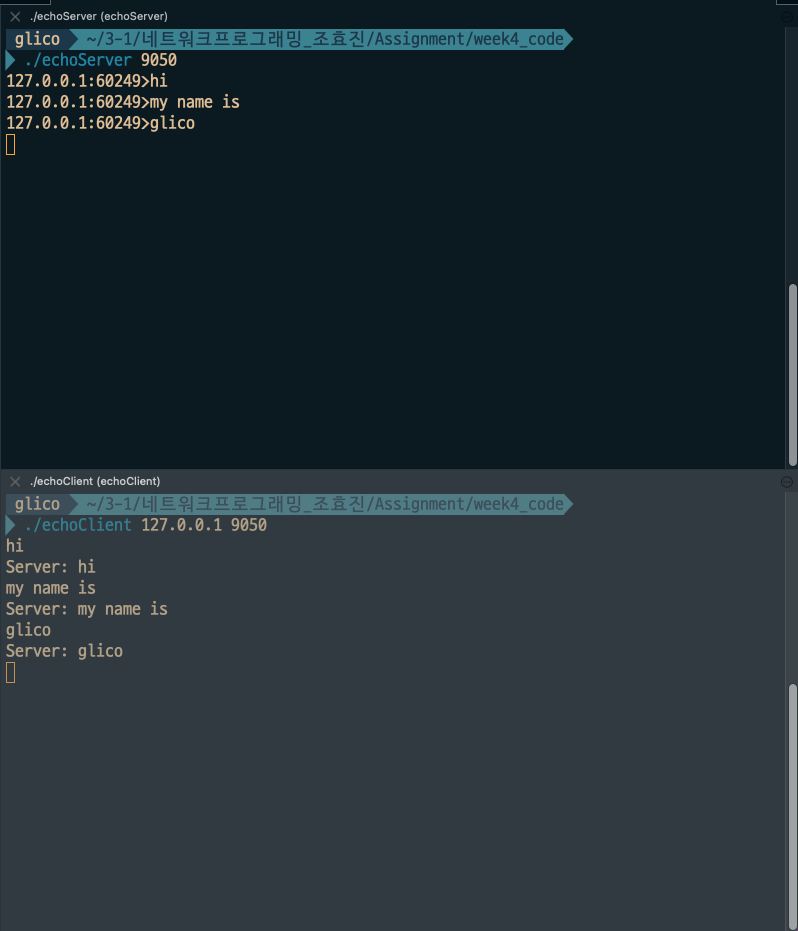 ./echoServer (echoServer)
glico ~/3-1/네트워크프로그래밍_조효진/Assignment/week4_code
./echoServer 9050
127.0.0.1:60249>hi
127.0.0.1:60249>my name is
127.0.0.1:60249>glico
./echoClient (echoClient)
glico ~/3-1/네트워크프로그래밍_조효진/Assignment/week4_code
./echoClient 127.0.0.1 9050
hi
Server: hi
my name is
Server: my name is
glico
Server: glico